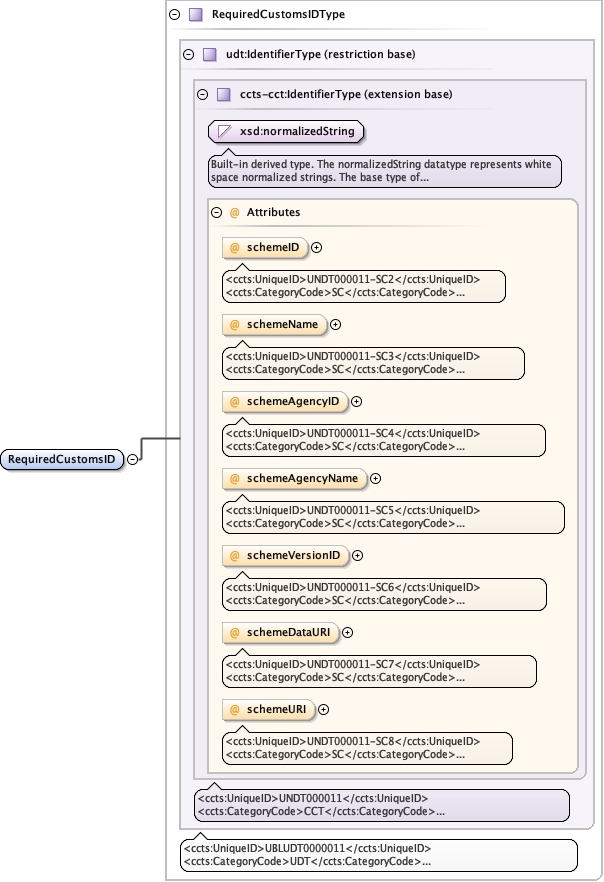 RequiredCustomsIDType
udt:IdentifierType (restriction base)
ccts-cct:IdentifierType (extension base)
xsd:normalizedString
Built-in derived type. The normalizedString datatype represents white
space normalized strings. The base type of...
@ Attributes
@ schemeID
<ccts:UniqueID>UNDT000011-SC2</ccts:UniqueID>
<ccts:CategoryCode>SC</ccts:CategoryCode>...
@ schemeName
<ccts:UniqueID>UNDT000011-SC3</ccts:UniqueID>
<ccts:CategoryCode>SC</ccts:CategoryCode>...
@ schemeAgencyID
<ccts:UniqueID>UNDT000011-SC4</ccts:UniqueID>
<ccts:CategoryCode>SC</ccts:CategoryCode>...
RequiredCustomsID
@ schemeAgencyName
<ccts:UniqueID>UNDT000011-SC5</ccts:UniqueID>
<ccts:CategoryCode>SC</ccts:CategoryCode>...
@ schemeVersionID
<ccts:UniqueID>UNDT000011-SC6</ccts:UniqueID>
<ccts:CategoryCode>SC</ccts:CategoryCode>...
@ schemeDataURI
<ccts:UniqueID>UNDT000011-SC7</ccts:UniqueID>
<ccts:CategoryCode>SC</ccts:CategoryCode>...
@ schemeURI
<ccts:UniqueID>UNDT000011-SC8</ccts:UniqueID>
<ccts:CategoryCode>SC</ccts:CategoryCode>...
<ccts:UniqueID>UNDT000011</ccts:UniqueID>
<ccts:CategoryCode>CCT</ccts:CategoryCode>...
<ccts:UniqueID>UBLUDT0000011</ccts:UniqueID>
<ccts:CategoryCode>UDT</ccts:CategoryCode>...